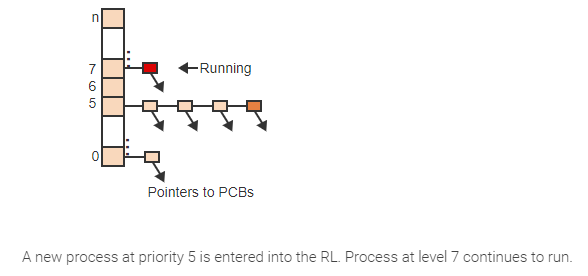 n
7
Running
6
5
0
Pointers to PCBs
A new process at priority 5 is entered into the RL. Process at level 7 continues to run.